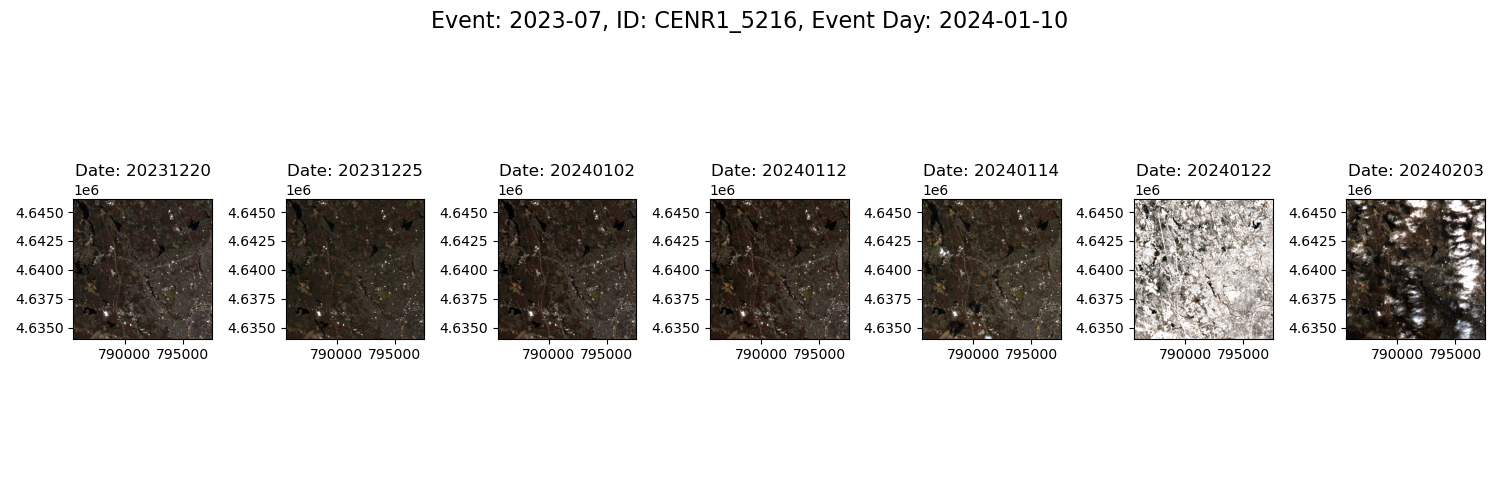 Event: 2023-07, ID: CENR1_5216, Event Day: 2024-01-10
Date: 20231220 Date: 20231225 Date: 20240102 Date: 20240112 Date: 20240114 Date: 20240122 Date: 20240203
1e6 1e6 1e6 1e6 1e6 1e6 1e6
4.6450 4.6450 4.6450 4.6450 4.6450 4.6450 4.6450
4.6425 4.6425 4.6425 4.6425 4.6425 4.6425 4.6425
4.6400 4.6400 4.6400 4.6400 4.6400 4.6400 4.6400
4.6375 4.6375 4.6375 4.6375 4.6375 4.6375 4.6375
4.6350 4.6350 4.6350 4.6350 4.6350 4.6350 4.6350
790000 795000 790000 795000 790000 795000 790000 795000 790000 795000 790000 795000 790000 795000